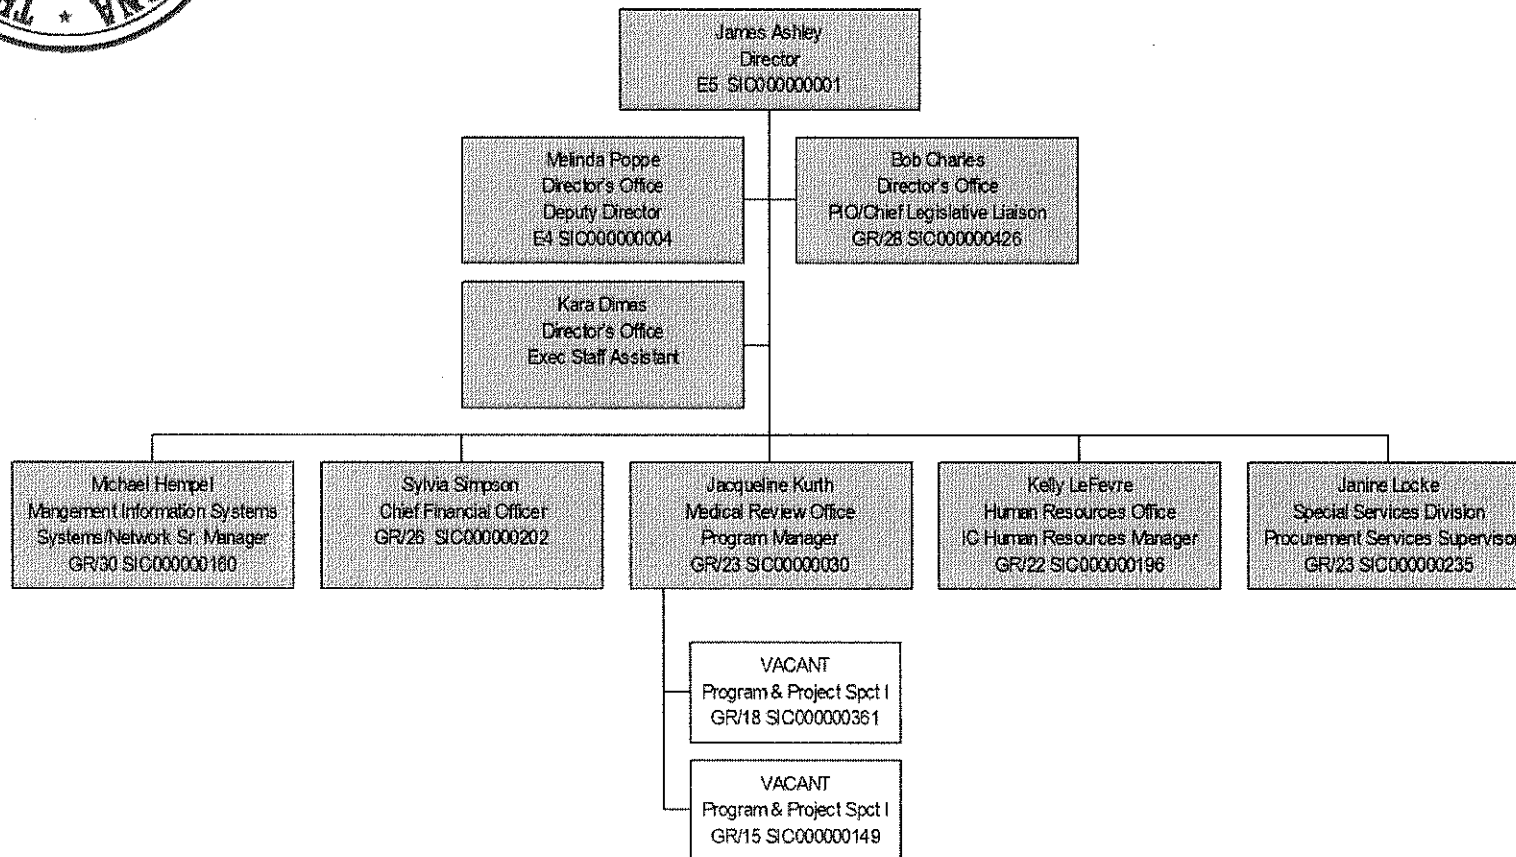 James Ashley
Director
E5 SIC000000001
Melinda Poppe
Director's Office
Deputy Director
E4 SIC000000004
Bob Charles
Director's Office
PIO/Chief Legislative Liaison
GR/28 SIC000000426
Kara Dimas
Director's Office
Exec Staff Assistant
Michael Hempel
Mangement Information Systems
Systems/Network Sr. Manager
GR/30 SIC000000160
Sylvia Simpson
Chief Financial Officer
GR/26 SIC000000202
Jacqueline Kurth
Medical Review Office
Program Manager
GR/23 SIC00000030
Kelly LeFevre
Human Resources Office
IC Human Resources Manager
GR/22 SIC000000196
Janine Locke
Special Services Division
Procurement Services Supervisor
GR/23 SIC000000235
VACANT
Program & Project Spct I
GR/18 SIC000000361
VACANT
Program & Project Spct I
GR/15 SIC000000149